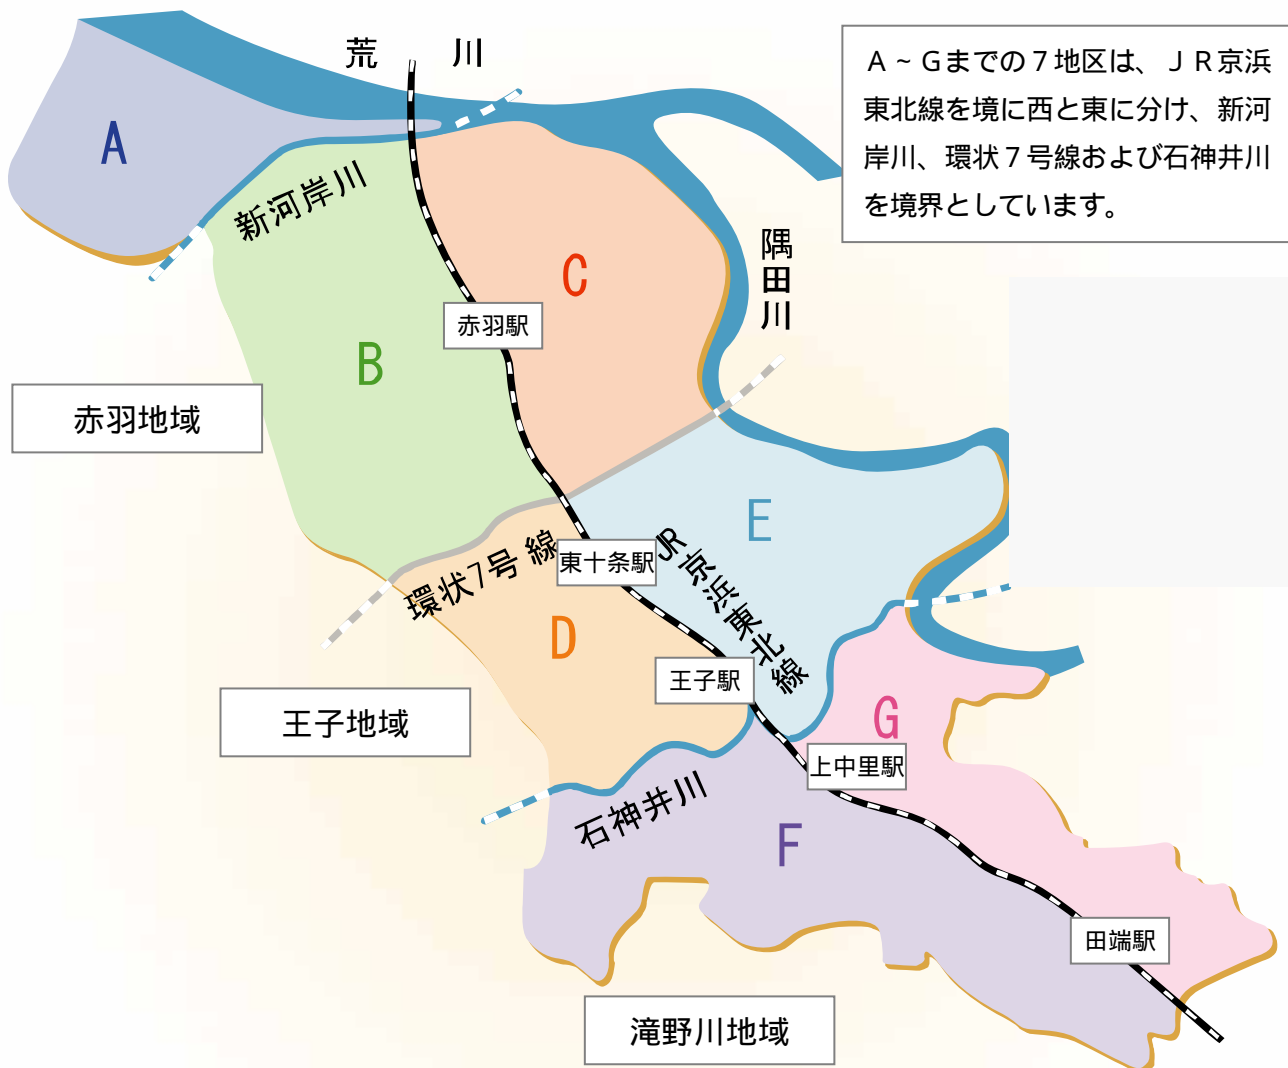 荒川
A~Gまでの7地区は、JR京浜
東北線を境に西と東に分け、新河
岸川、環状7号線および石神井川
を境界としています。
A
新河岸川
隅田川
C
赤羽駅
B
赤羽地域
E
環状7号線
東十条駅
JR京浜東北線
D
王子駅
王子地域
G
上中里駅
石神井川
F
田端駅
滝野川地域